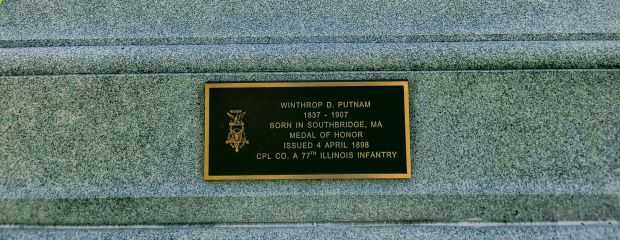 WINTHROP D. PUTNAM
1837 - 1907
BORN IN SOUTHBRIDGE, MA
MEDAL OF HONOR
ISSUED 4 APRIL 1898
CPL CO. A 77TH ILLINOIS INFANTRY